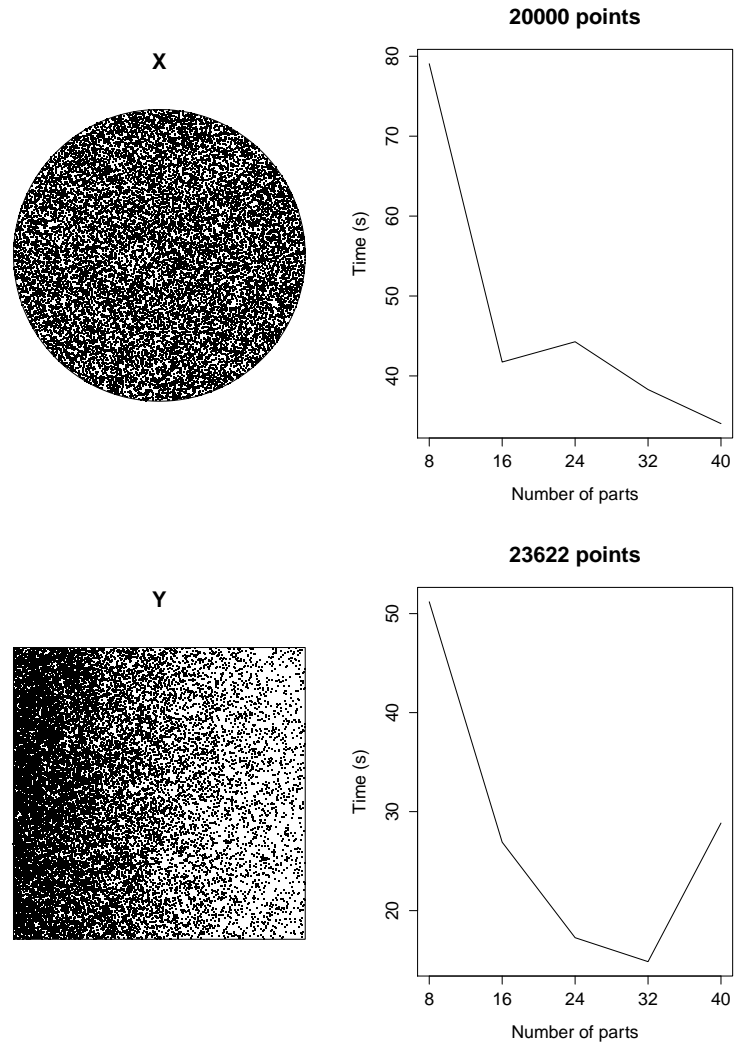 X
20000 points
80
70
60
50
40
Time (s)
8 16 24 32 40
Number of parts
Y
23622 points
50
40
30
20
Time (s)
8 16 24 32 40
Number of parts